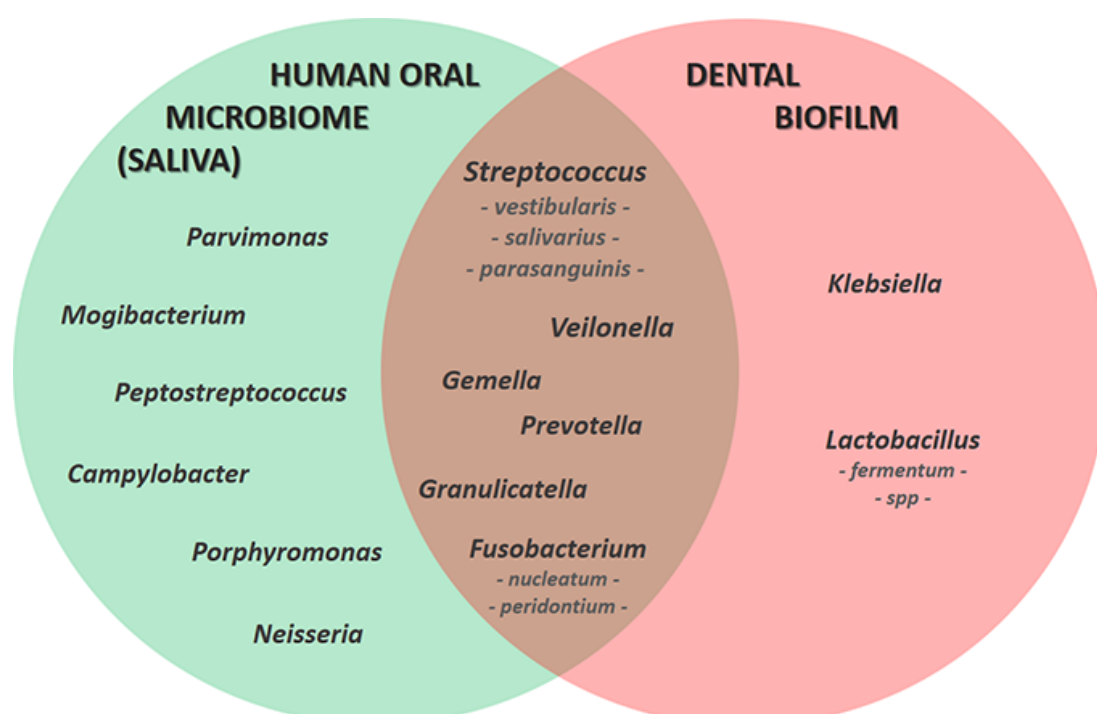 HUMAN ORAL
MICROBIOME
(SALIVA)
Parvimonas
Mogibacterium
Peptostreptococcus
Campylobacter
Porphyromonas
Neisseria
Streptococcus
- vestibularis -
- salivarius -
- parasanguinis -
Veilonella
Gemella
Prevotella
Granulicatella
Fusobacterium
- nucleatum -
- peridontium -
DENTAL
BIOFILM
Klebsiella
Lactobacillus
- fermentum -
- spp -